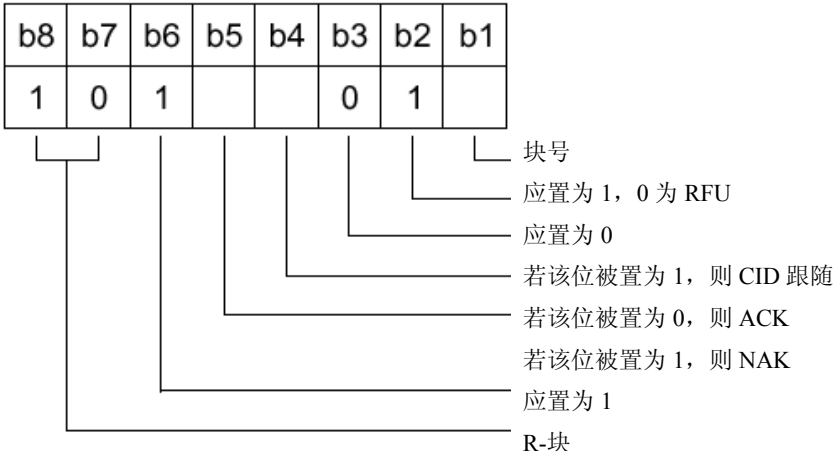 b8 b7 b6 b5 b4 b3 b2 b1
1 0 1 0 1
块号
应置为 1，0 为 RFU
应置为 0
若该位被置为 1，则 CID 跟随
若该位被置为 0，则 ACK
若该位被置为 1，则 NAK
应置为 1
R-块